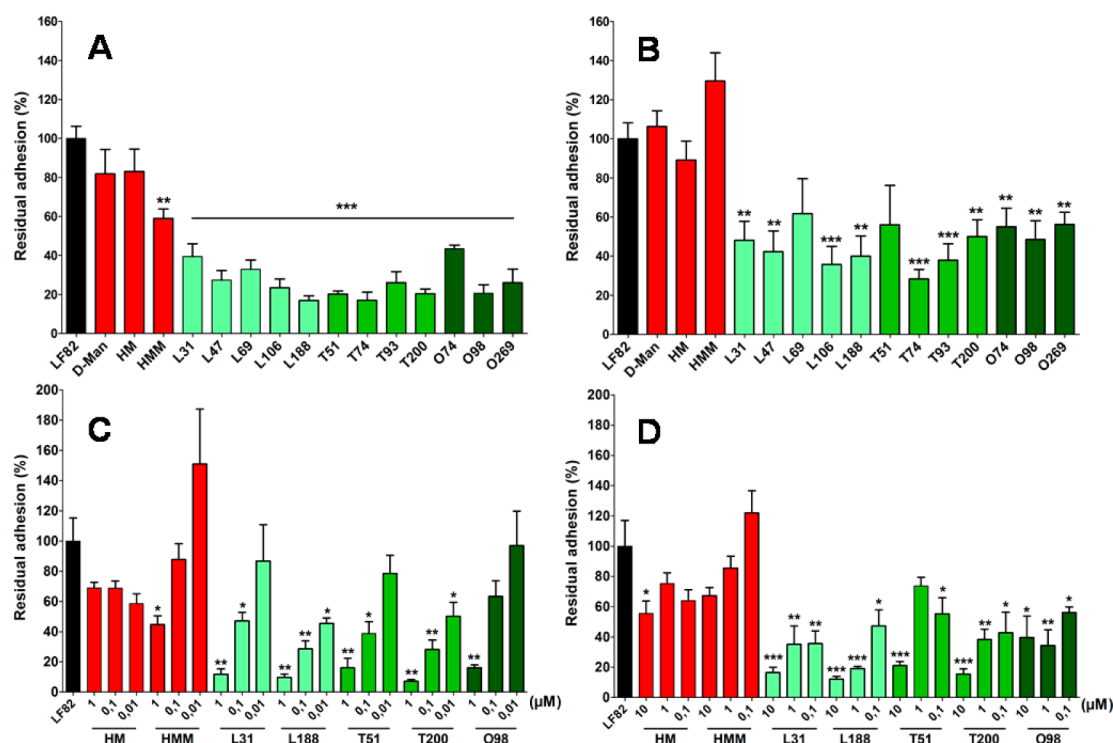 A
Residual adhesion (%)
160
140
120
100
80
60
40
20
0
**
***
LF82 D-Man HM HMM L31 L47 L69 L106 L188 T51 T74 T93 T200 O74 O98 O269
B
Residual adhesion (%)
160
140
120
100
80
60
40
20
0
** ** *** ** *** *** ** ** ** **
LF82 D-Man HM HMM L31 L47 L69 L106 L188 T51 T74 T93 T200 O74 O98 O269
C
Residual adhesion (%)
200
180
160
140
120
100
80
60
40
20
0
* ** * ** ** * ** * ** ** * **
LF82 1 0,1 0,01 1 0,1 0,01 1 0,1 0,01 1 0,1 0,01 1 0,1 0,01 1 0,1 0,01 1 0,1 0,01 (μM)
HM HMM L31 L188 T51 T200 O98
D
Residual adhesion (%)
200
180
160
140
120
100
80
60
40
20
0
* *** ** ** *** *** * *** * *** ** * * ** *
LF82 10 1 0,1 10 1 0,1 10 1 0,1 10 1 0,1 10 1 0,1 10 1 0,1 10 1 0,1 (μM)
HM HMM L31 L188 T51 T200 O98